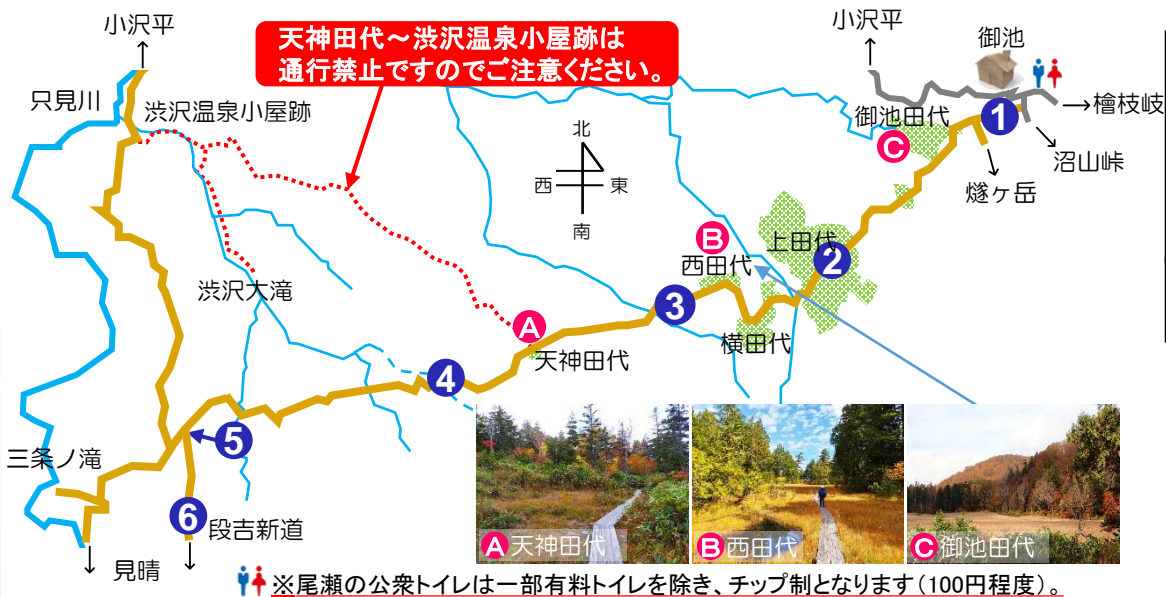 小沢平
天神田代～渋沢温泉小屋跡は
通行禁止ですのでご注意ください。
小沢平
御池
只見川
渋沢温泉小屋跡
御池田代
1
檜枝岐
C
沼山峠
燧ヶ岳
北
西 東
南
B
上田代
2
西田代
渋沢大滝
3
A
横田代
天神田代
4
5
三条ノ滝
6
段吉新道
見晴
A 天神田代
B 西田代
C 御池田代
※尾瀬の公衆トイレは一部有料トイレを除き、チップ制となります(100円程度)。